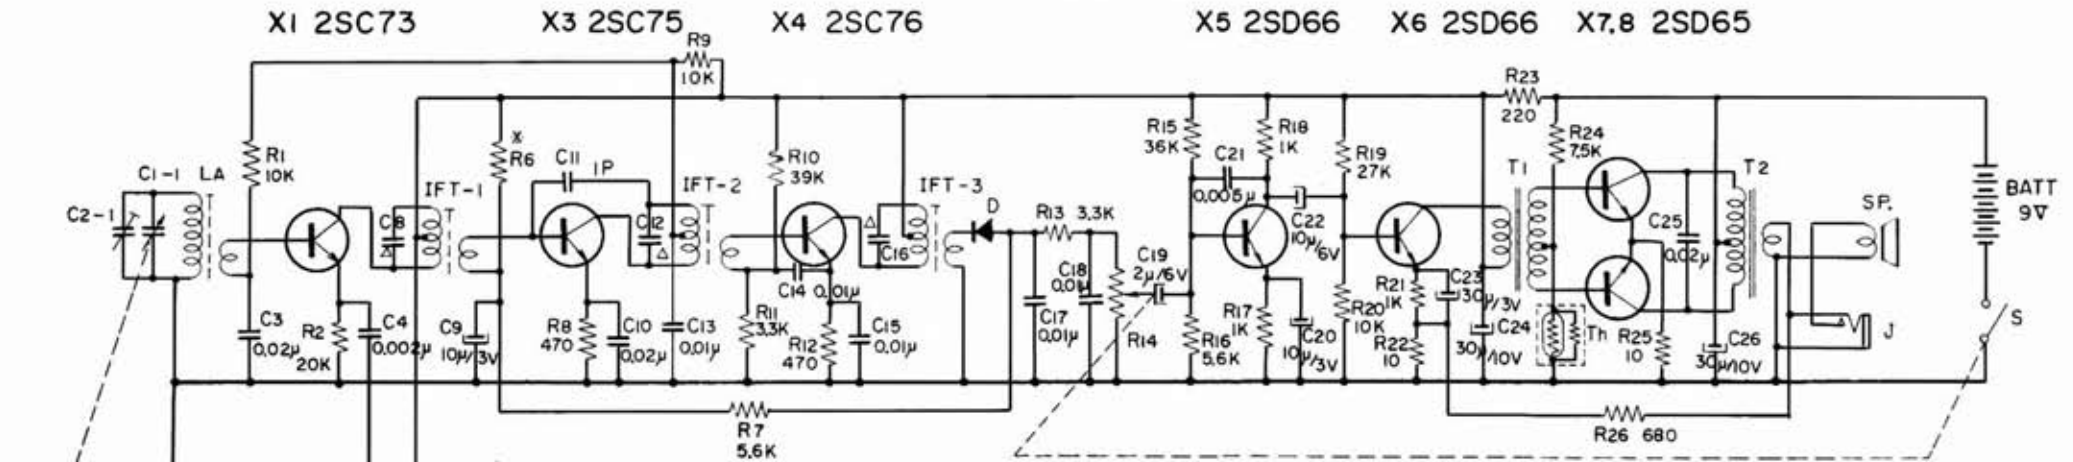 X1 2SC73
X3 2SC75
X4 2SC76
X5 2SD66
X6 2SD66
X7,8 2SD65
R9
10K
R23
220
R1
10K
*
R6
C11
1P
R10
39K
R15
36K
C21
0.005μ
R18
1K
R19
27K
R24
7.5K
C1-1
LA
C2-1
IFT-1
C8
IFT-2
C12
IFT-3
C16
D
R13 3.3K
C22
10μ/6V
T1
T2
C25
0.02μ
SP.
BATT
9V
C14 0.01μ
C18
0.01μ
C19
2μ/6V
R21
1K
C23
30μ/3V
C3
0.02μ
R2
20K
C4
0.002μ
C9
10μ/3V
R8
470
C10
0.02μ
C13
0.01μ
R11
3.3K
R12
470
C15
0.01μ
C17
0.01μ
R14
R16
5.6K
R17
1K
C20
10μ/3V
R20
10K
R22
10
C24
30μ/10V
Th
R25
10
C26
30μ/10V
J
S
R7
5.6K
R26 680